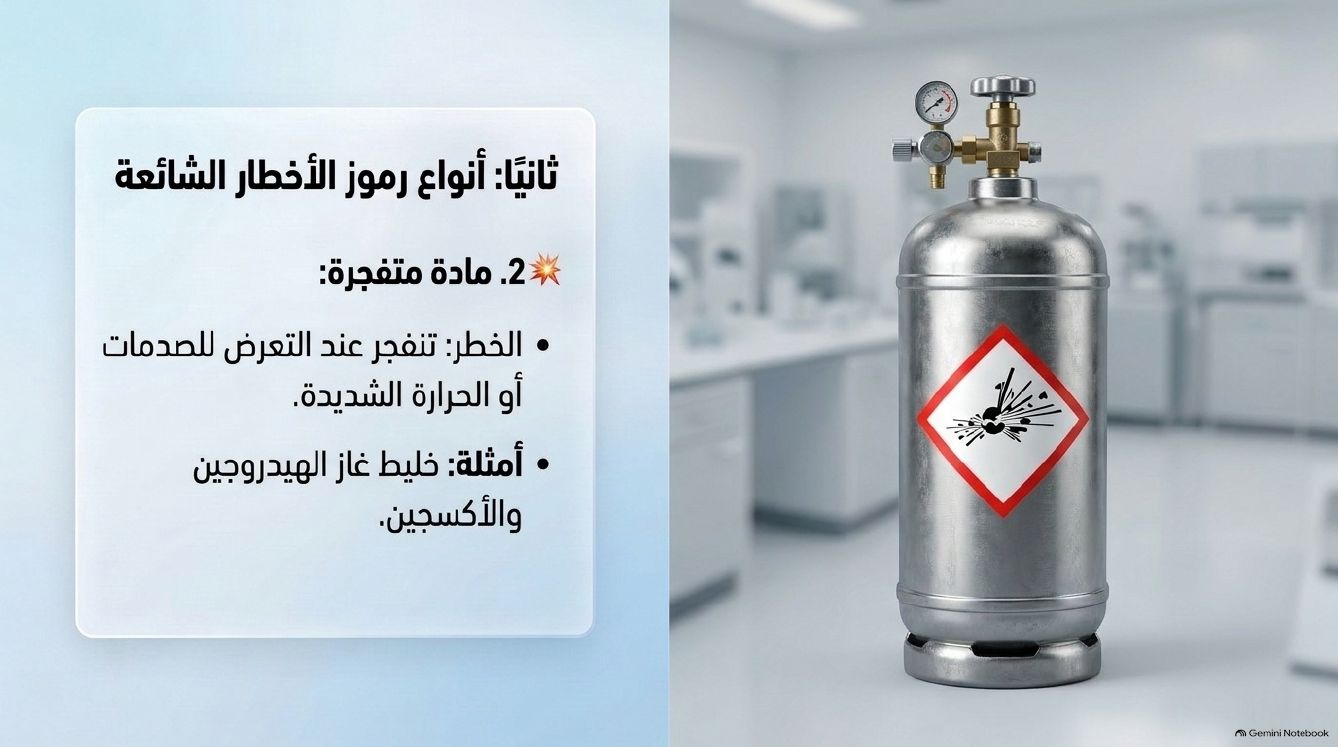 ثانيًا: أنواع رموز الأخطار الشائعة
💥2. مادة متفجرة:
• الخطر: تنفجر عند التعرض للصدمات
أو الحرارة الشديدة.
• أمثلة: خليط غاز الهيدروجين
والأكسجين.
Gemini Notebook